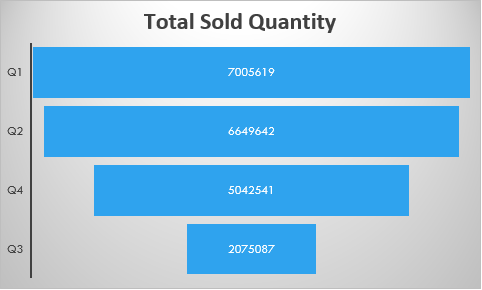 Total Sold Quantity
Q1 7005619
Q2 6649642
Q4 5042541
Q3 2075087